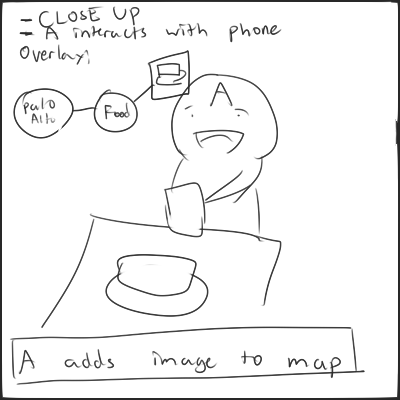 - CLOSE UP
- A interacts with phone
Overlay:
Palo
Alto
Food
A
A adds image to map